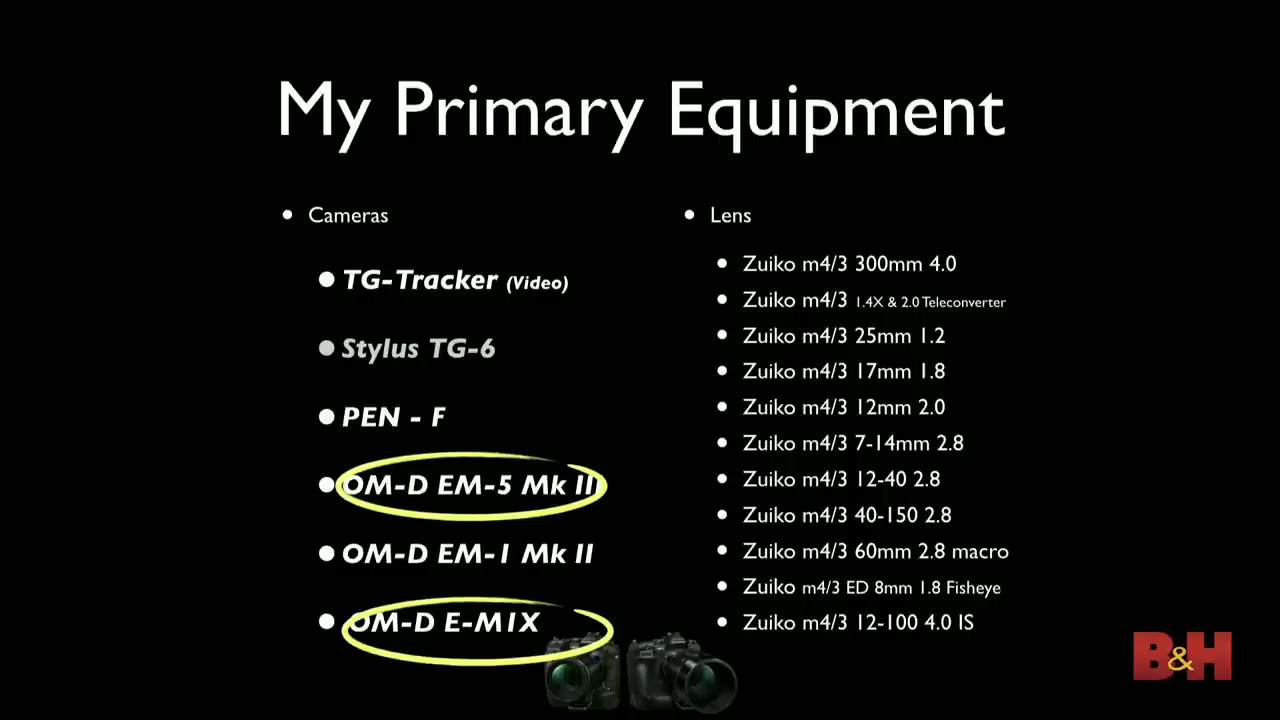 My Primary Equipment
Cameras
TG-Tracker (Video)
Stylus TG-6
PEN - F
OM-D EM-5 Mk III
OM-D EM-1 Mk II
OM-D E-M1X
Lens
Zuiko m4/3 300mm 4.0
Zuiko m4/3 1.4X & 2.0 Teleconverter
Zuiko m4/3 25mm 1.2
Zuiko m4/3 17mm 1.8
Zuiko m4/3 12mm 2.0
Zuiko m4/3 7-14mm 2.8
Zuiko m4/3 12-40 2.8
Zuiko m4/3 40-150 2.8
Zuiko m4/3 60mm 2.8 macro
Zuiko m4/3 ED 8mm 1.8 Fisheye
Zuiko m4/3 12-100 4.0 IS
B&H